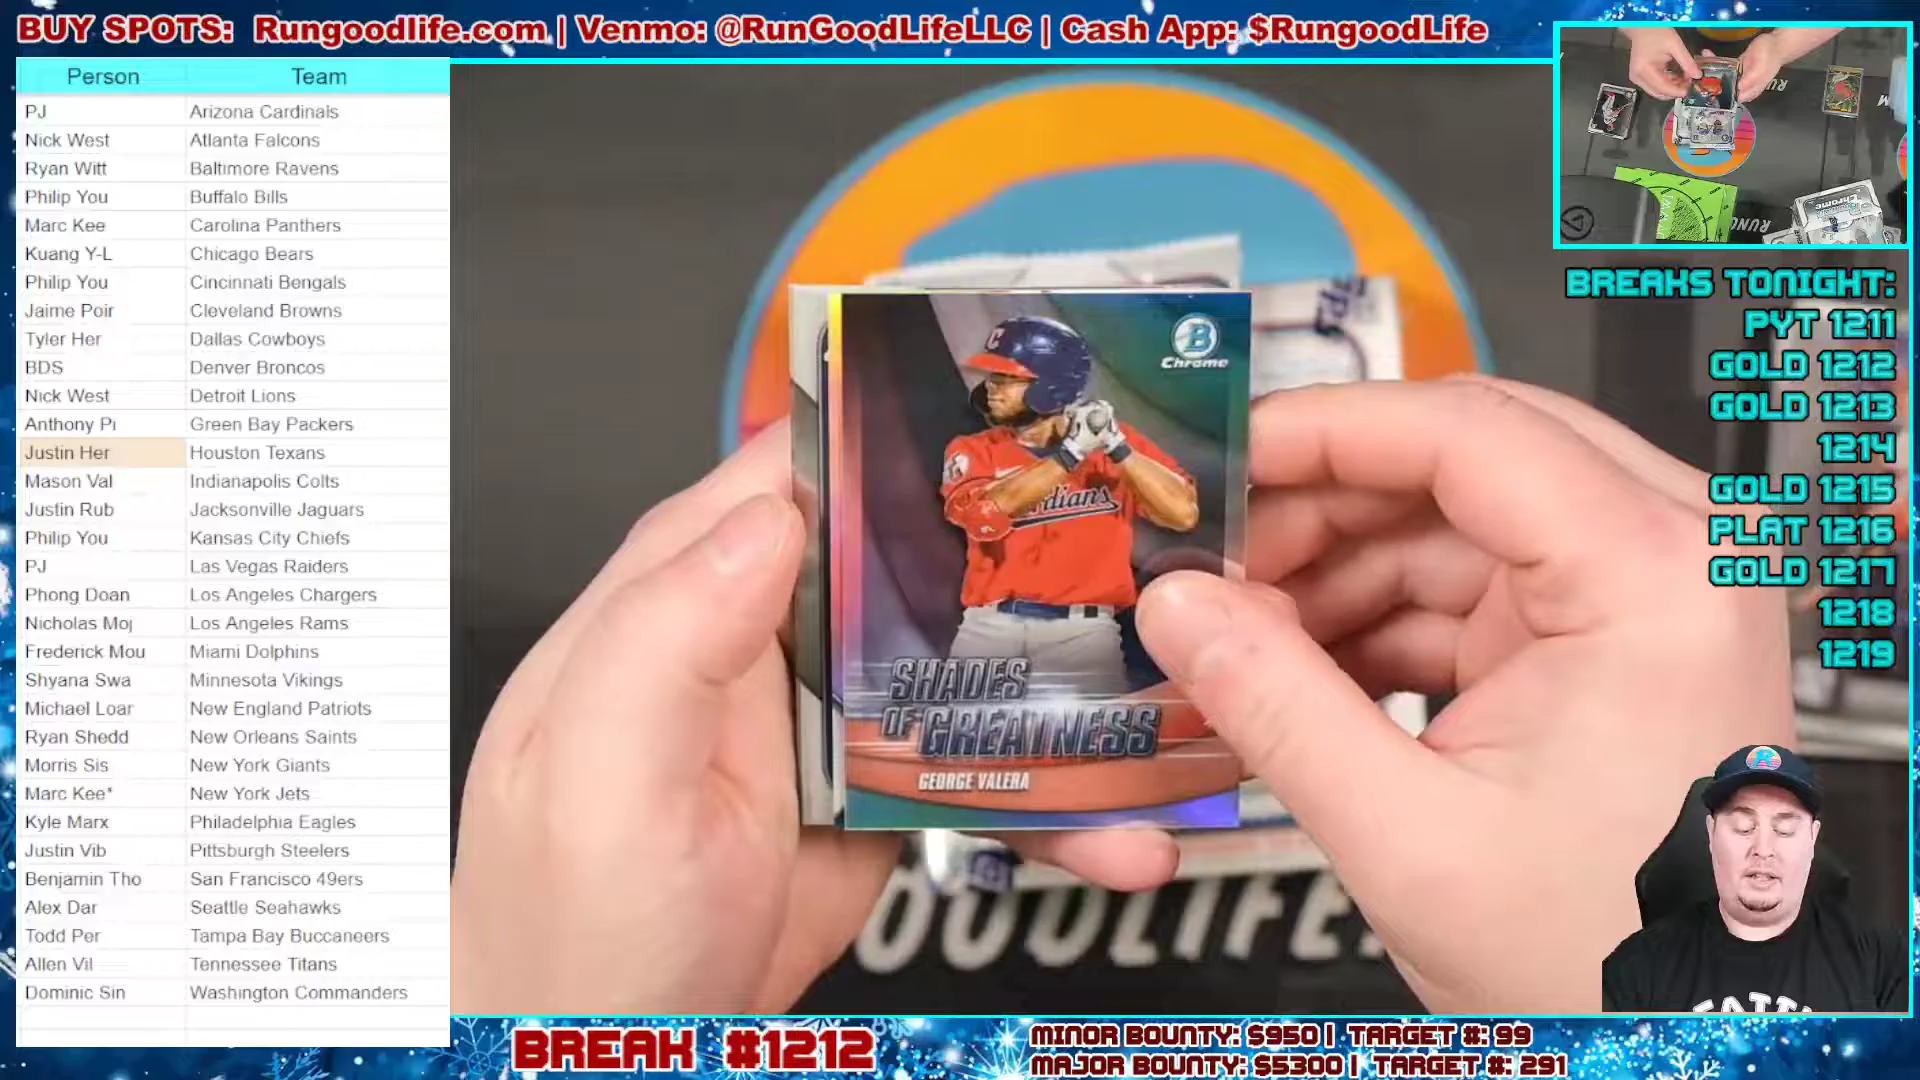 BUY SPOTS: Rungoodlife.com | Venmo: @RunGoodLifeLLC | Cash App: $RungoodLife
Person Team
PJ Arizona Cardinals
Nick West Atlanta Falcons
Ryan Witt Baltimore Ravens
Philip You Buffalo Bills
Marc Kee Carolina Panthers
Kuang Y-L Chicago Bears
Philip You Cincinnati Bengals
Jaime Poir Cleveland Browns
Tyler Her Dallas Cowboys
BDS Denver Broncos
Nick West Detroit Lions
Anthony Pi Green Bay Packers
Justin Her Houston Texans
Mason Val Indianapolis Colts
Justin Rub Jacksonville Jaguars
Philip You Kansas City Chiefs
PJ Las Vegas Raiders
Phong Doan Los Angeles Chargers
Nicholas Moj Los Angeles Rams
Frederick Mou Miami Dolphins
Shyana Swa Minnesota Vikings
Michael Loar New England Patriots
Ryan Shedd New Orleans Saints
Morris Sis New York Giants
Marc Kee* New York Jets
Kyle Marx Philadelphia Eagles
Justin Vib Pittsburgh Steelers
Benjamin Tho San Francisco 49ers
Alex Dar Seattle Seahawks
Todd Per Tampa Bay Buccaneers
Allen Vil Tennessee Titans
Dominic Sin Washington Commanders
C
B
Chrome
dians
SHADES
OF GREATNESS
GEORGE VALERA
OODLIFE.
BREAKS TONIGHT:
PYT 1211
GOLD 1212
GOLD 1213
1214
GOLD 1215
PLAT 1216
GOLD 1217
1218
1219
BREAK #1212
MINOR BOUNTY: $950 | TARGET #: 99
MAJOR BOUNTY: $5300 | TARGET #: 291